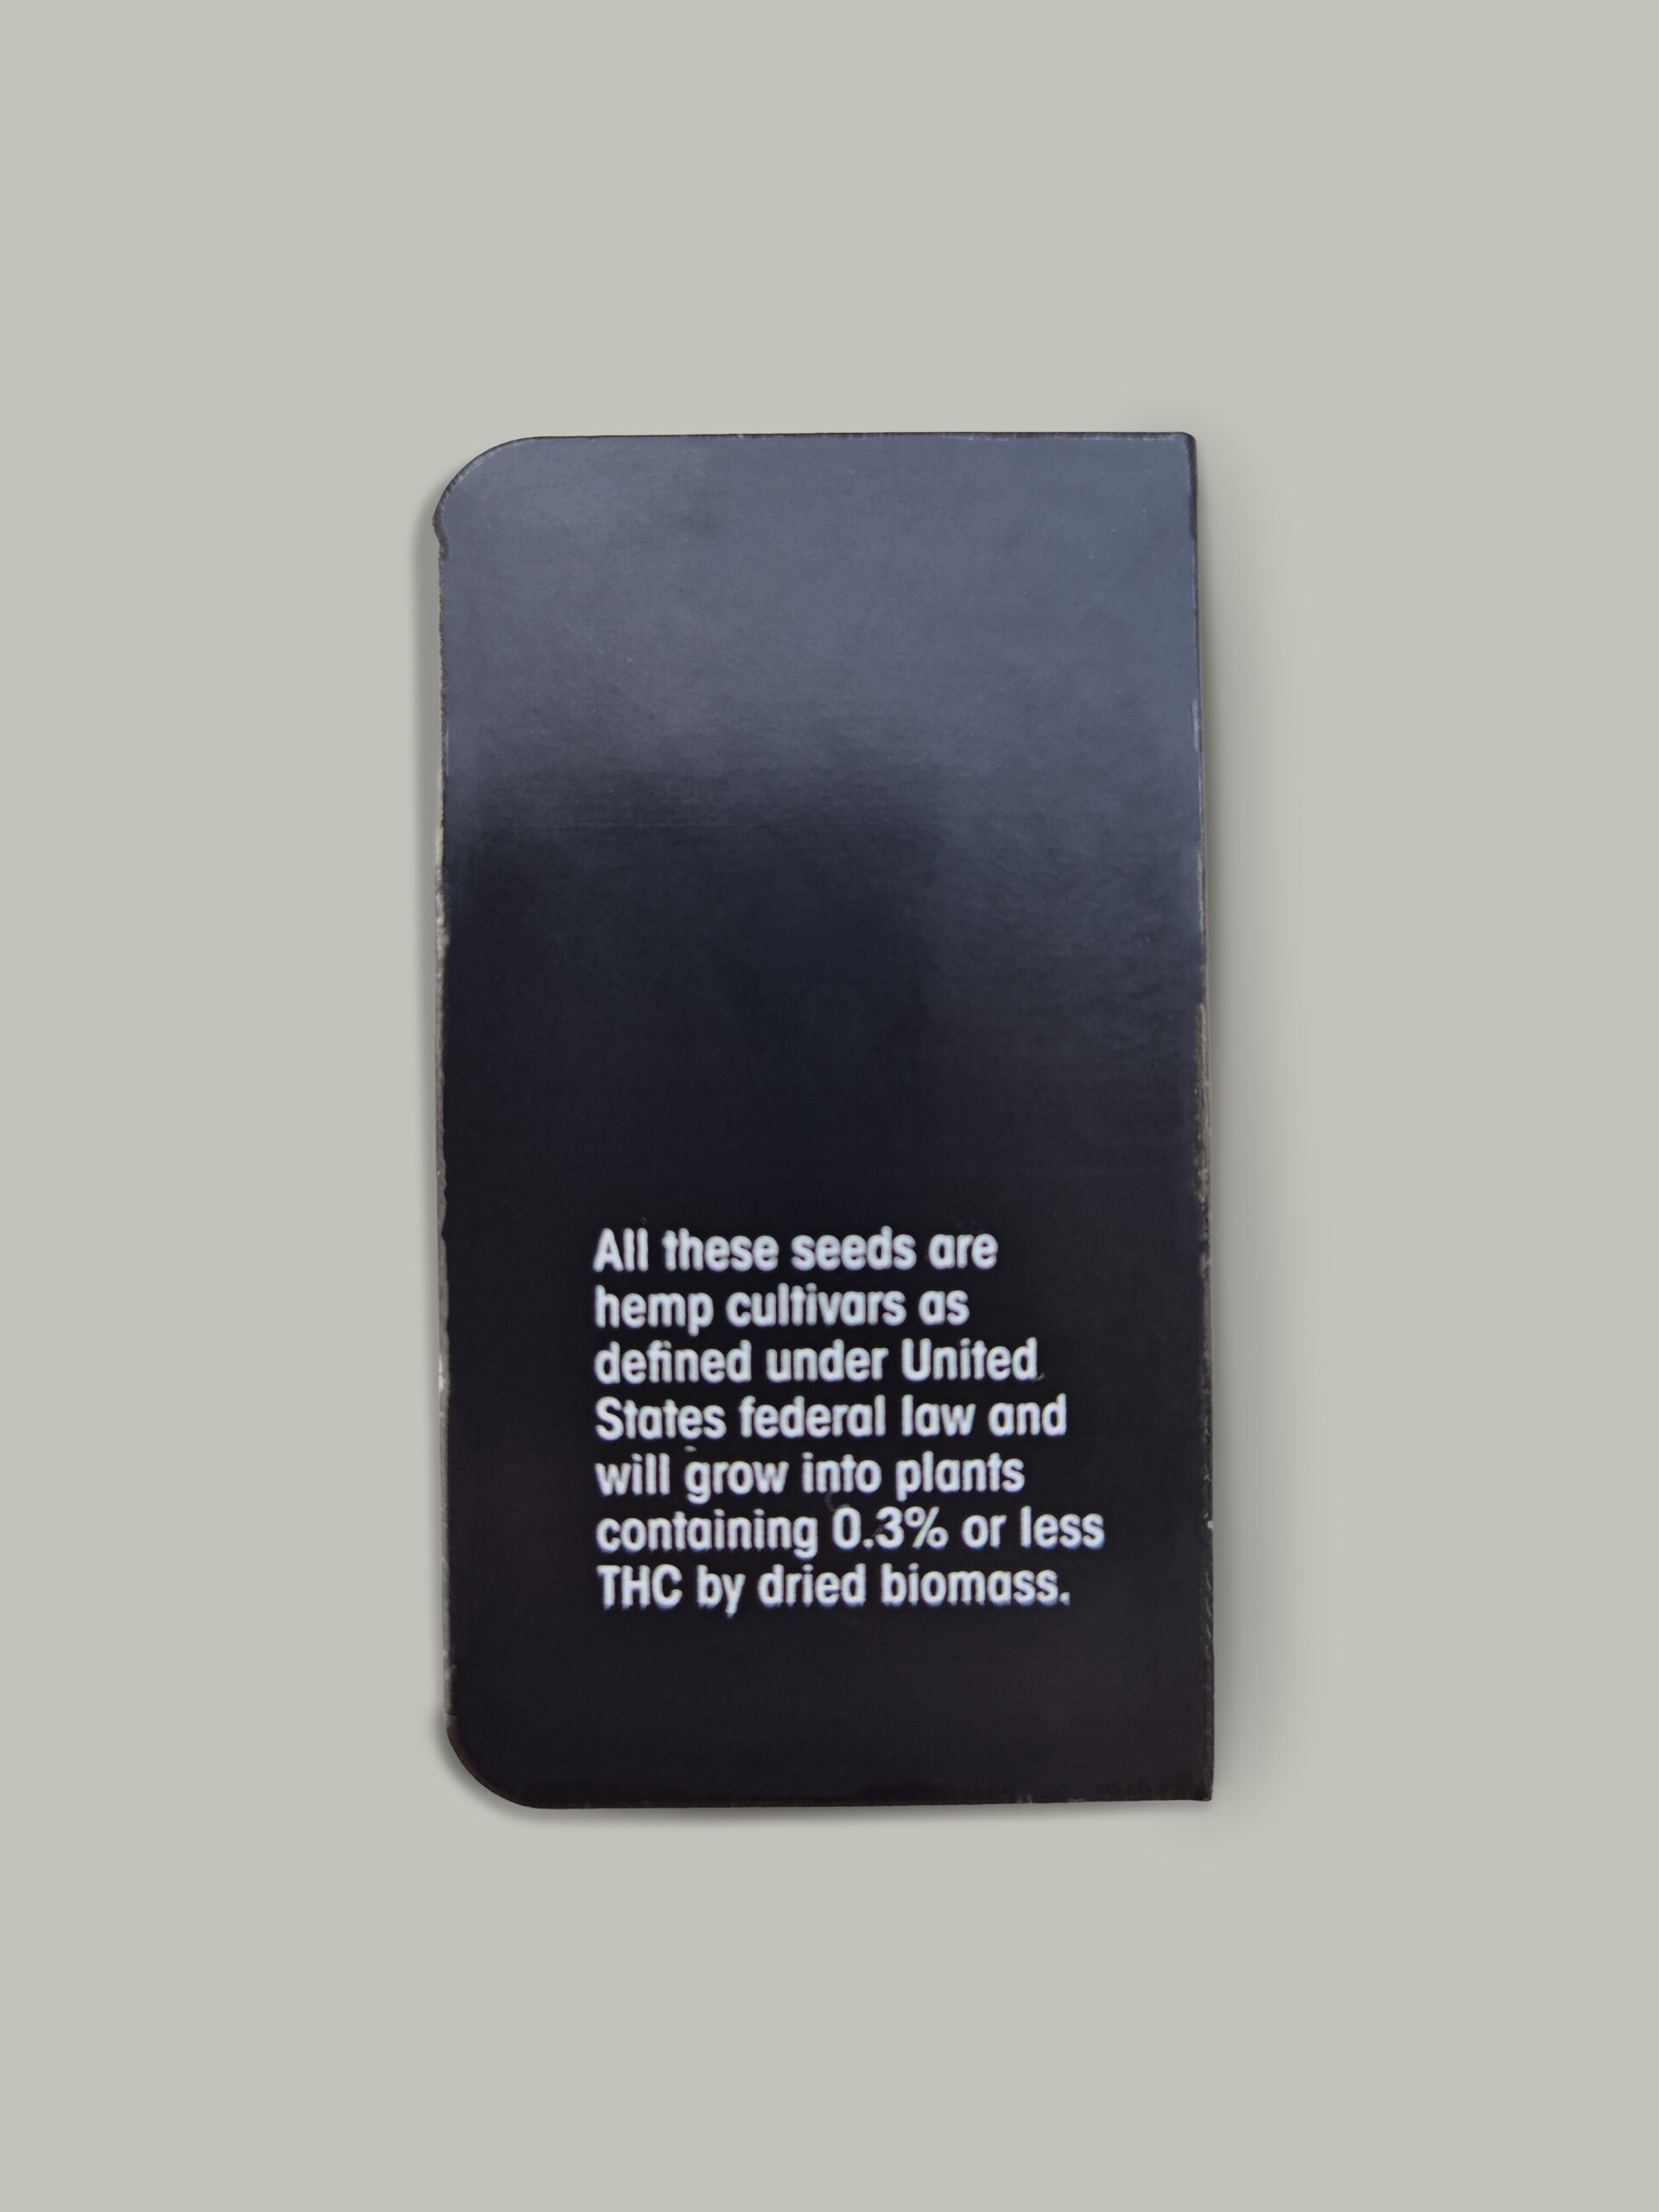 All these seeds are
hemp cultivars as
defined under United
States federal law and
will grow into plants
containing 0.3% or less
THC by dried biomass.